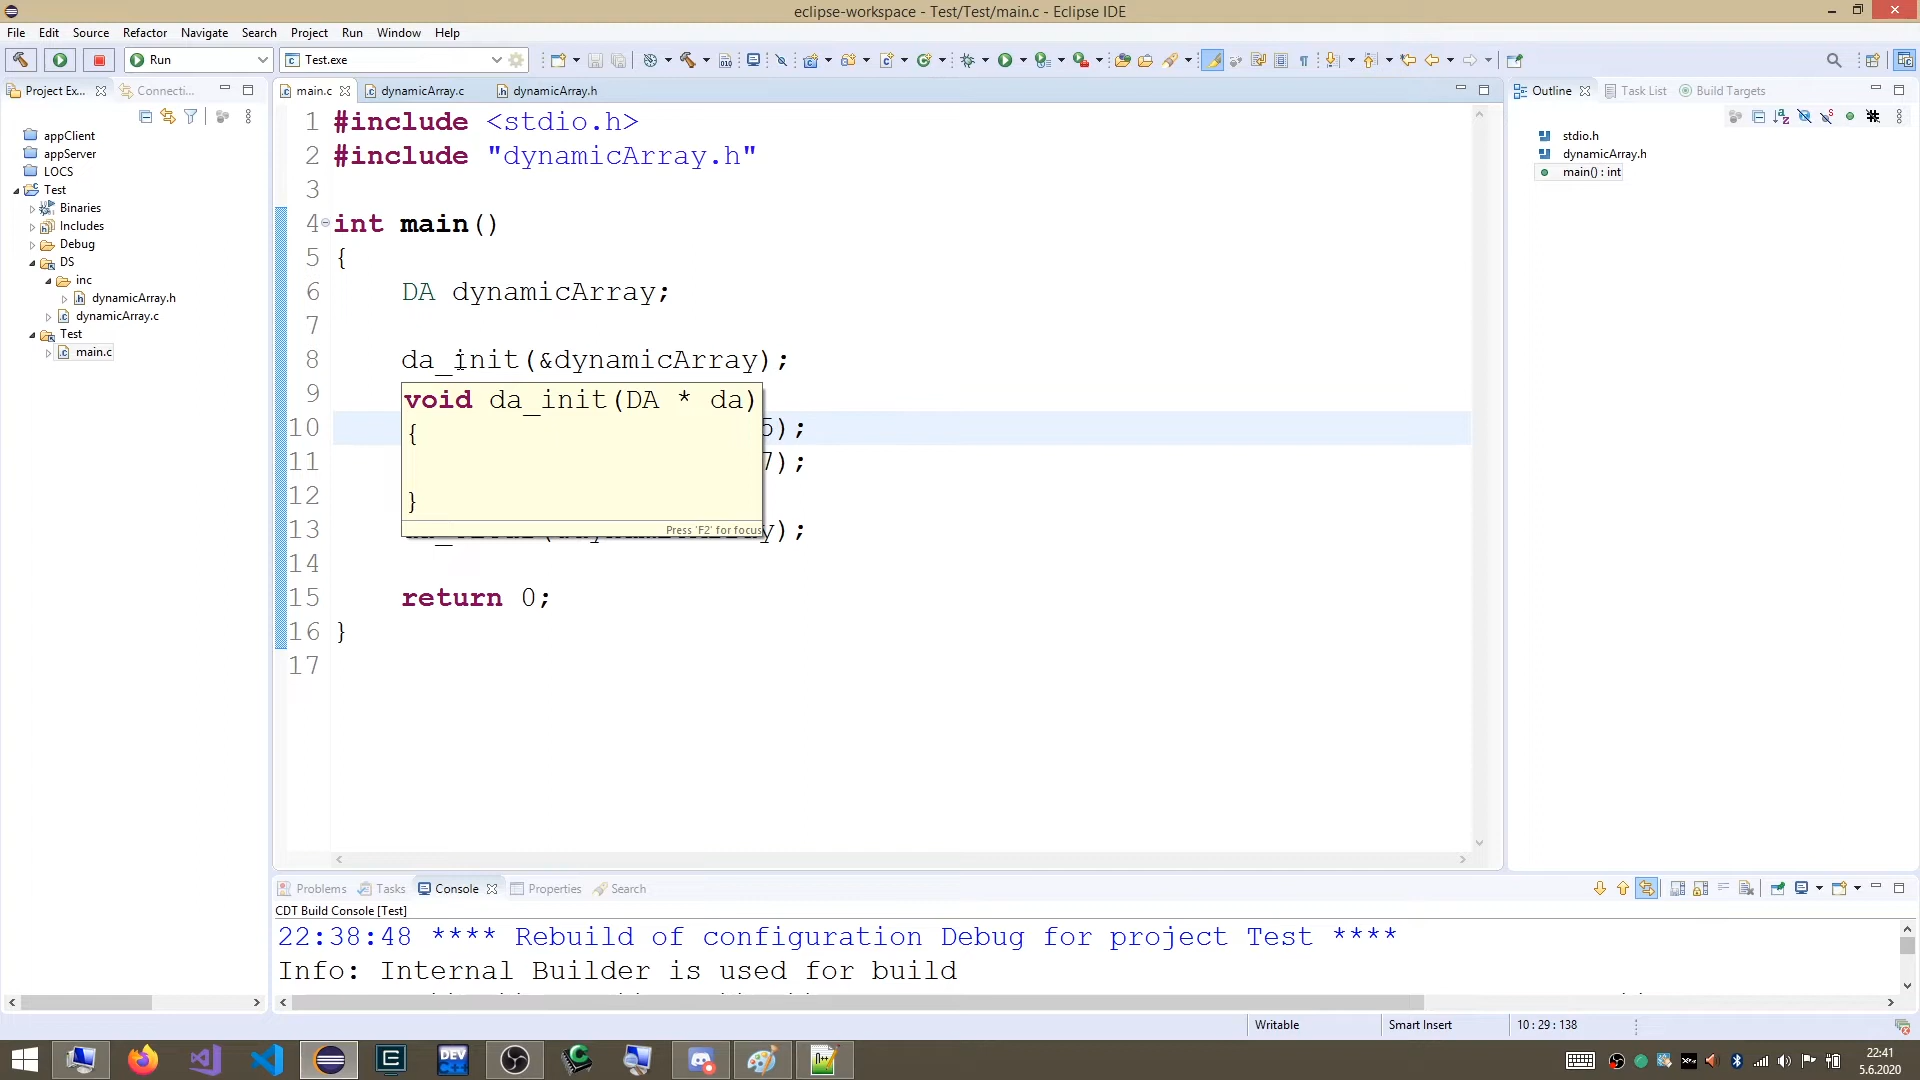 eclipse-workspace - Test/Test/main.c - Eclipse IDE
File Edit Source Refactor Navigate Search Project Run Window Help
Run Test.exe
Project Ex... Connecti...
main.c dynamicArray.c dynamicArray.h
Outline Task List Build Targets
appClient
appServer
LOCS
Test
Binaries
Includes
Debug
DS
inc
dynamicArray.h
dynamicArray.c
Test
main.c
1 #include <stdio.h>
2 #include "dynamicArray.h"
3
4 int main()
5 {
6 DA dynamicArray;
7
8 da_init(&dynamicArray);
9
void da_init(DA * da)
{
}
Press 'F2' for focus
10 5);
11 7);
12
13 y);
14
15 return 0;
16 }
17
stdio.h
dynamicArray.h
main() : int
Problems Tasks Console Properties Search
CDT Build Console [Test]
22:38:48 **** Rebuild of configuration Debug for project Test ****
Info: Internal Builder is used for build
Writable Smart Insert 10 : 29 : 138
DEV
22:41
5.6.2020